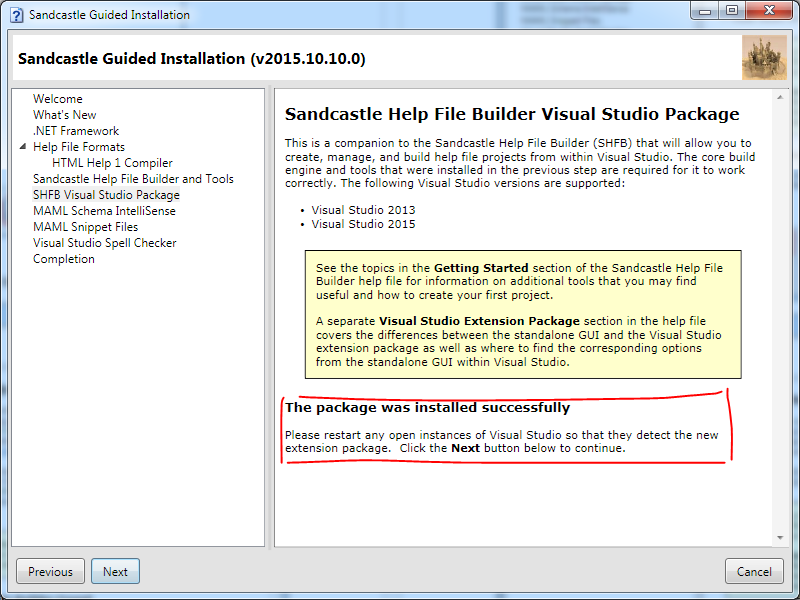 Sandcastle Guided Installation
Sandcastle Guided Installation (v2015.10.10.0)
Welcome
What's New
.NET Framework
Help File Formats
HTML Help 1 Compiler
Sandcastle Help File Builder and Tools
SHFB Visual Studio Package
MAML Schema IntelliSense
MAML Snippet Files
Visual Studio Spell Checker
Completion
Sandcastle Help File Builder Visual Studio Package
This is a companion to the Sandcastle Help File Builder (SHFB) that will allow you to
create, manage, and build help file projects from within Visual Studio. The core build
engine and tools that were installed in the previous step are required for it to work
correctly. The following Visual Studio versions are supported:
• Visual Studio 2013
• Visual Studio 2015
See the topics in the Getting Started section of the Sandcastle Help File
Builder help file for information on additional tools that you may find
useful and how to create your first project.
A separate Visual Studio Extension Package section in the help file
covers the differences between the standalone GUI and the Visual Studio
extension package as well as where to find the corresponding options
from the standalone GUI within Visual Studio.
The package was installed successfully
Please restart any open instances of Visual Studio so that they detect the new
extension package. Click the Next button below to continue.
Previous
Next
Cancel